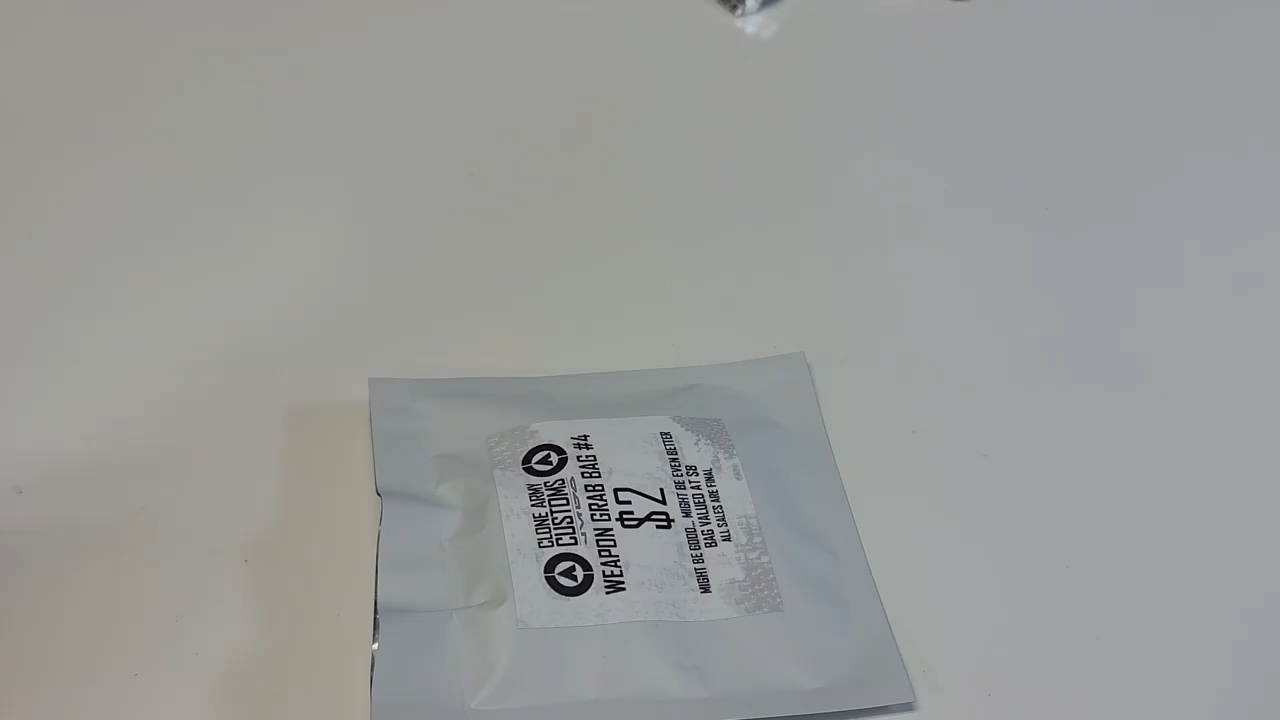 CLONE ARMY
CUSTOMS
WEAPON GRAB BAG #4
$2
MIGHT BE GOOD... MIGHT BE EVEN BETTER
BAG VALUED AT $8
ALL SALES ARE FINAL